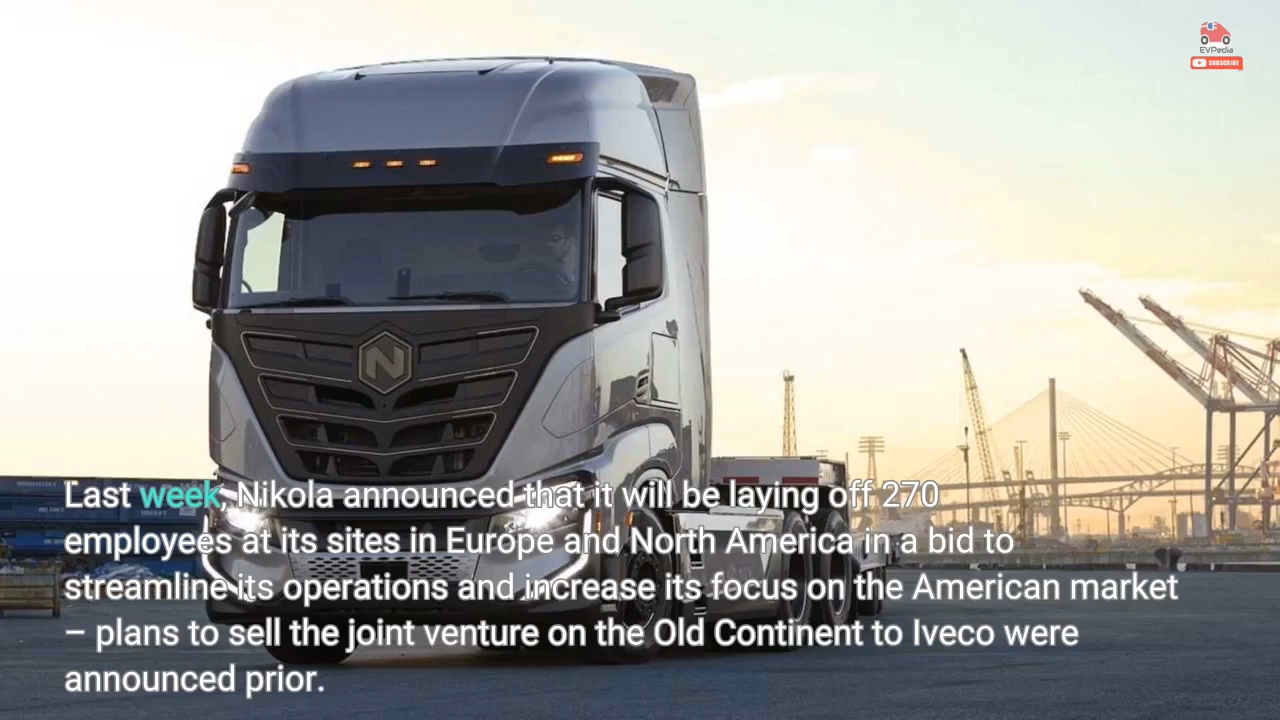 EVPedia
SUBSCRIBE
N
Last week, Nikola announced that it will be laying off 270
employees at its sites in Europe and North America in a bid to
streamline its operations and increase its focus on the American market
– plans to sell the joint venture on the Old Continent to Iveco were
announced prior.